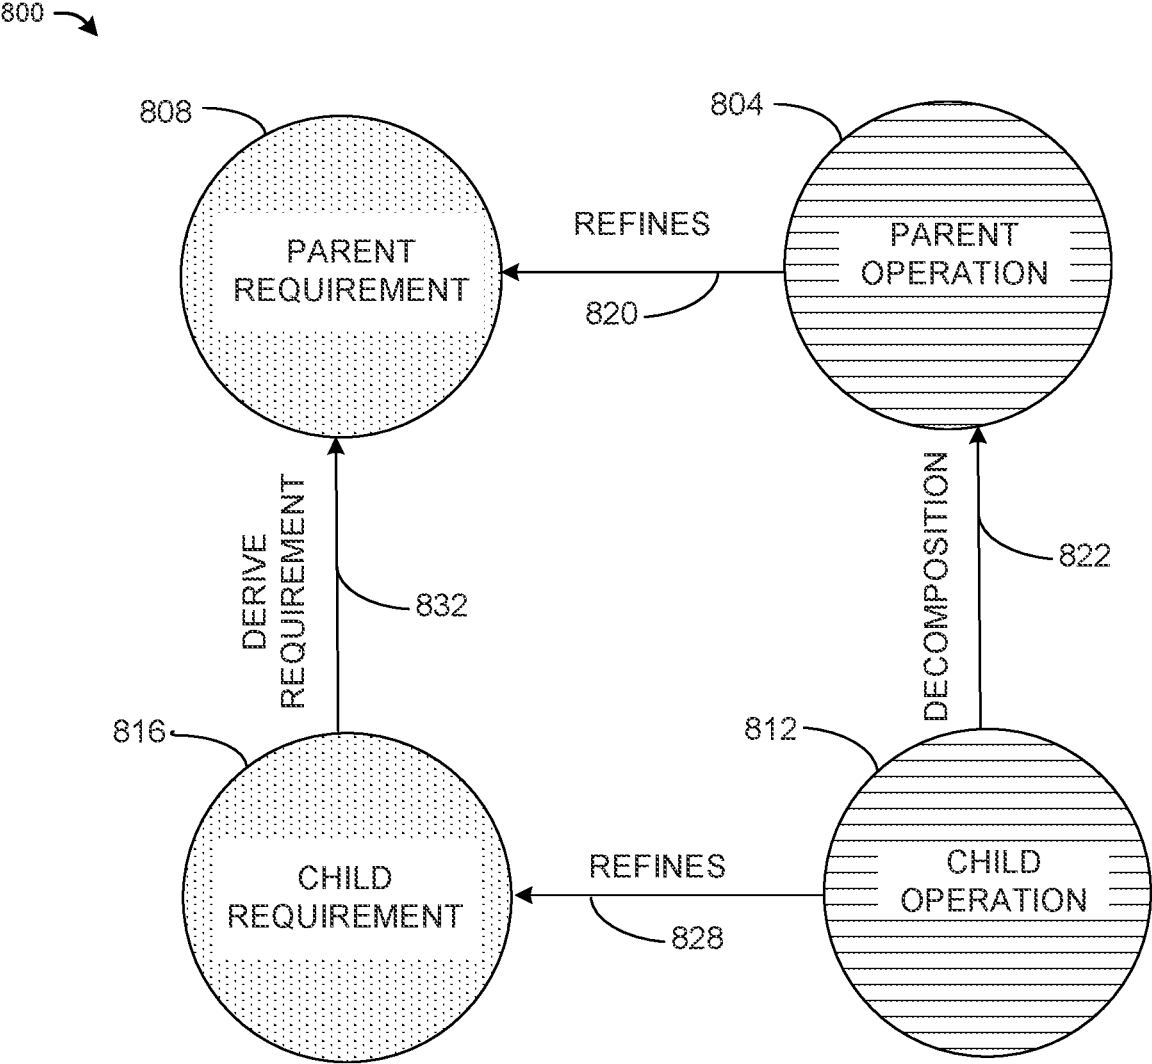 800
808
804
PARENT
REQUIREMENT
REFINES
820
PARENT
OPERATION
DERIVE
REQUIREMENT
832
DECOMPOSITION
822
816
812
CHILD
REQUIREMENT
REFINES
828
CHILD
OPERATION